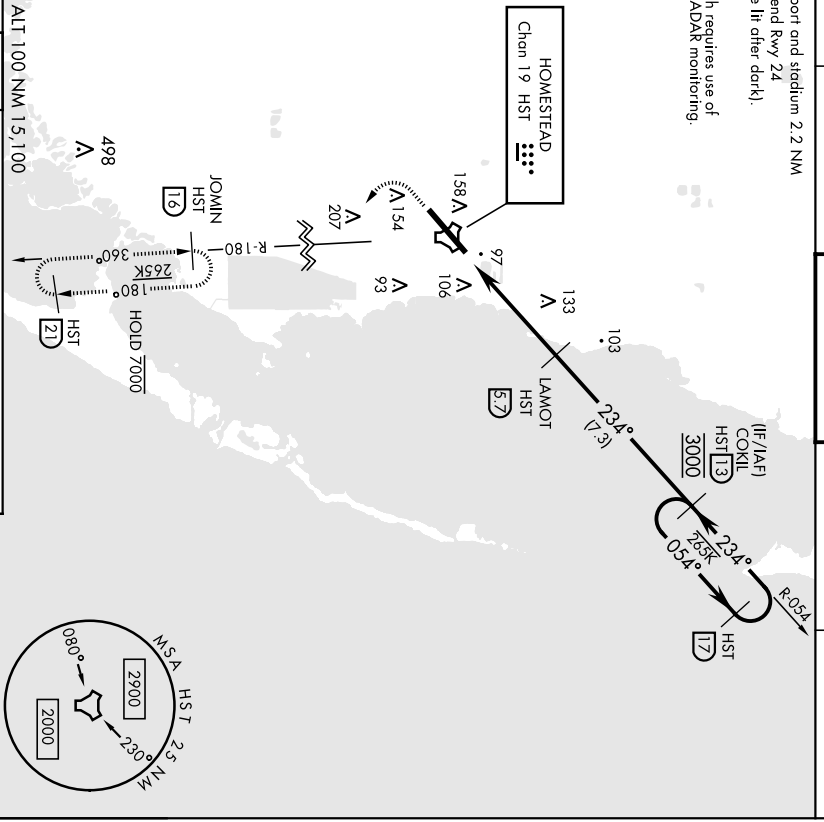 port and stadium 2.2 NM
end Rwy 24
e lit after dark).
h requires use of
ADAR monitoring.
ALT 100 NM 15,100
HOMESTEAD
Chan 19 HST
498
JOMIN
HST
16
207
154
158
97
106
93
133
103
R-180
360°
265K
180°
HOLD 7000
HST
21
LAMOT
HST
5.7
234°
(7.3)
(IF/IAF)
COKIL
HST 13
3000
234°
265K
054°
R-054
HST
17
MSA HST 25 NM
080°
2900
2000
230°